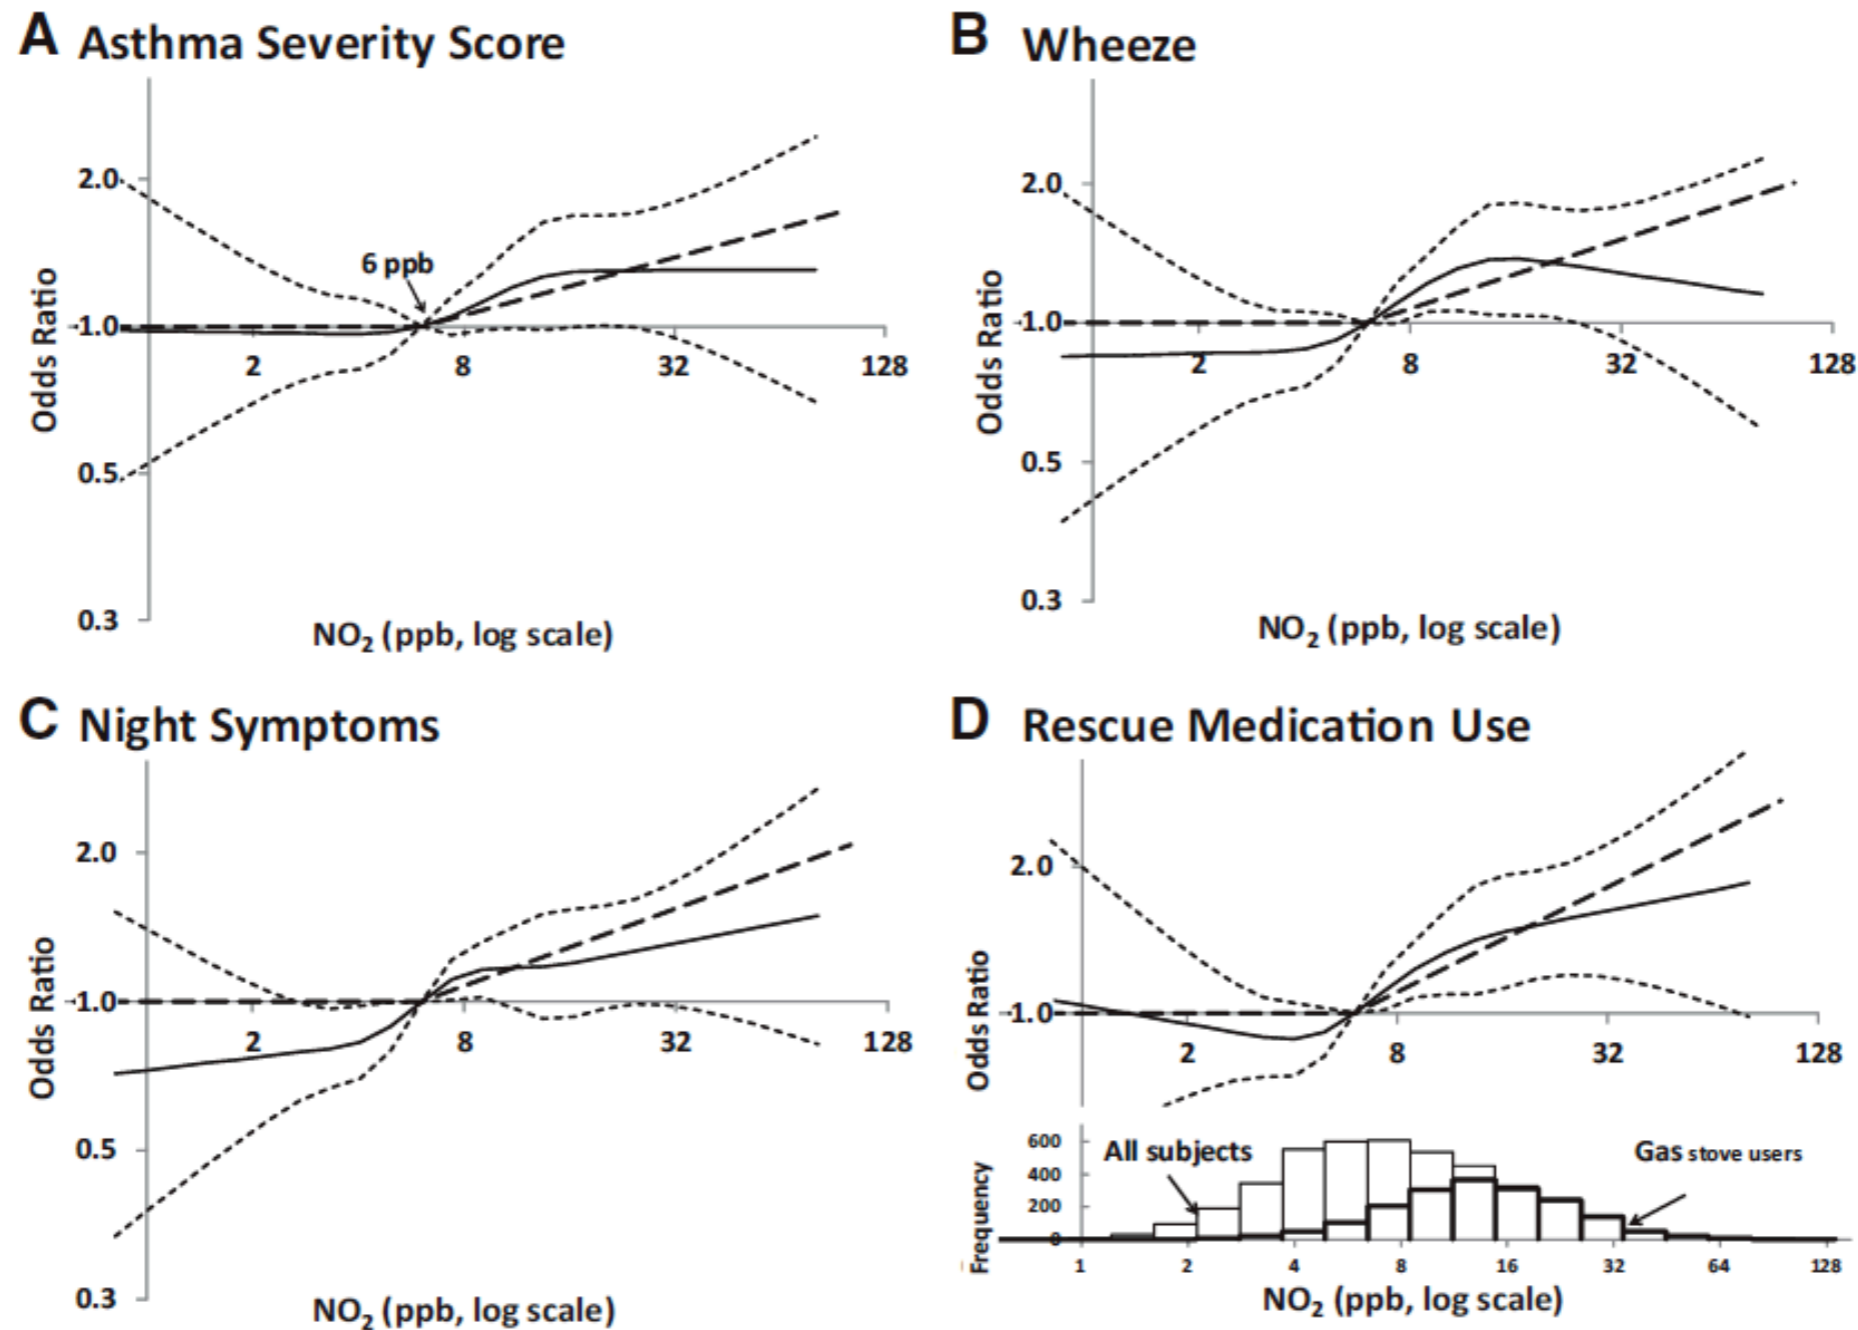 A Asthma Severity Score
2.0
6 ppb
1.0
2 8 32 128
0.5
0.3
Odds Ratio
NO2 (ppb, log scale)
B Wheeze
2.0
1.0
2 8 32 128
0.5
0.3
Odds Ratio
NO2 (ppb, log scale)
C Night Symptoms
2.0
1.0
2 8 32 128
0.5
0.3
Odds Ratio
NO2 (ppb, log scale)
D Rescue Medication Use
2.0
1.0
2 8 32 128
Odds Ratio
600
All subjects
Gas stove users
400
200
0
Frequency
1 2 4 8 16 32 64 128
NO2 (ppb, log scale)